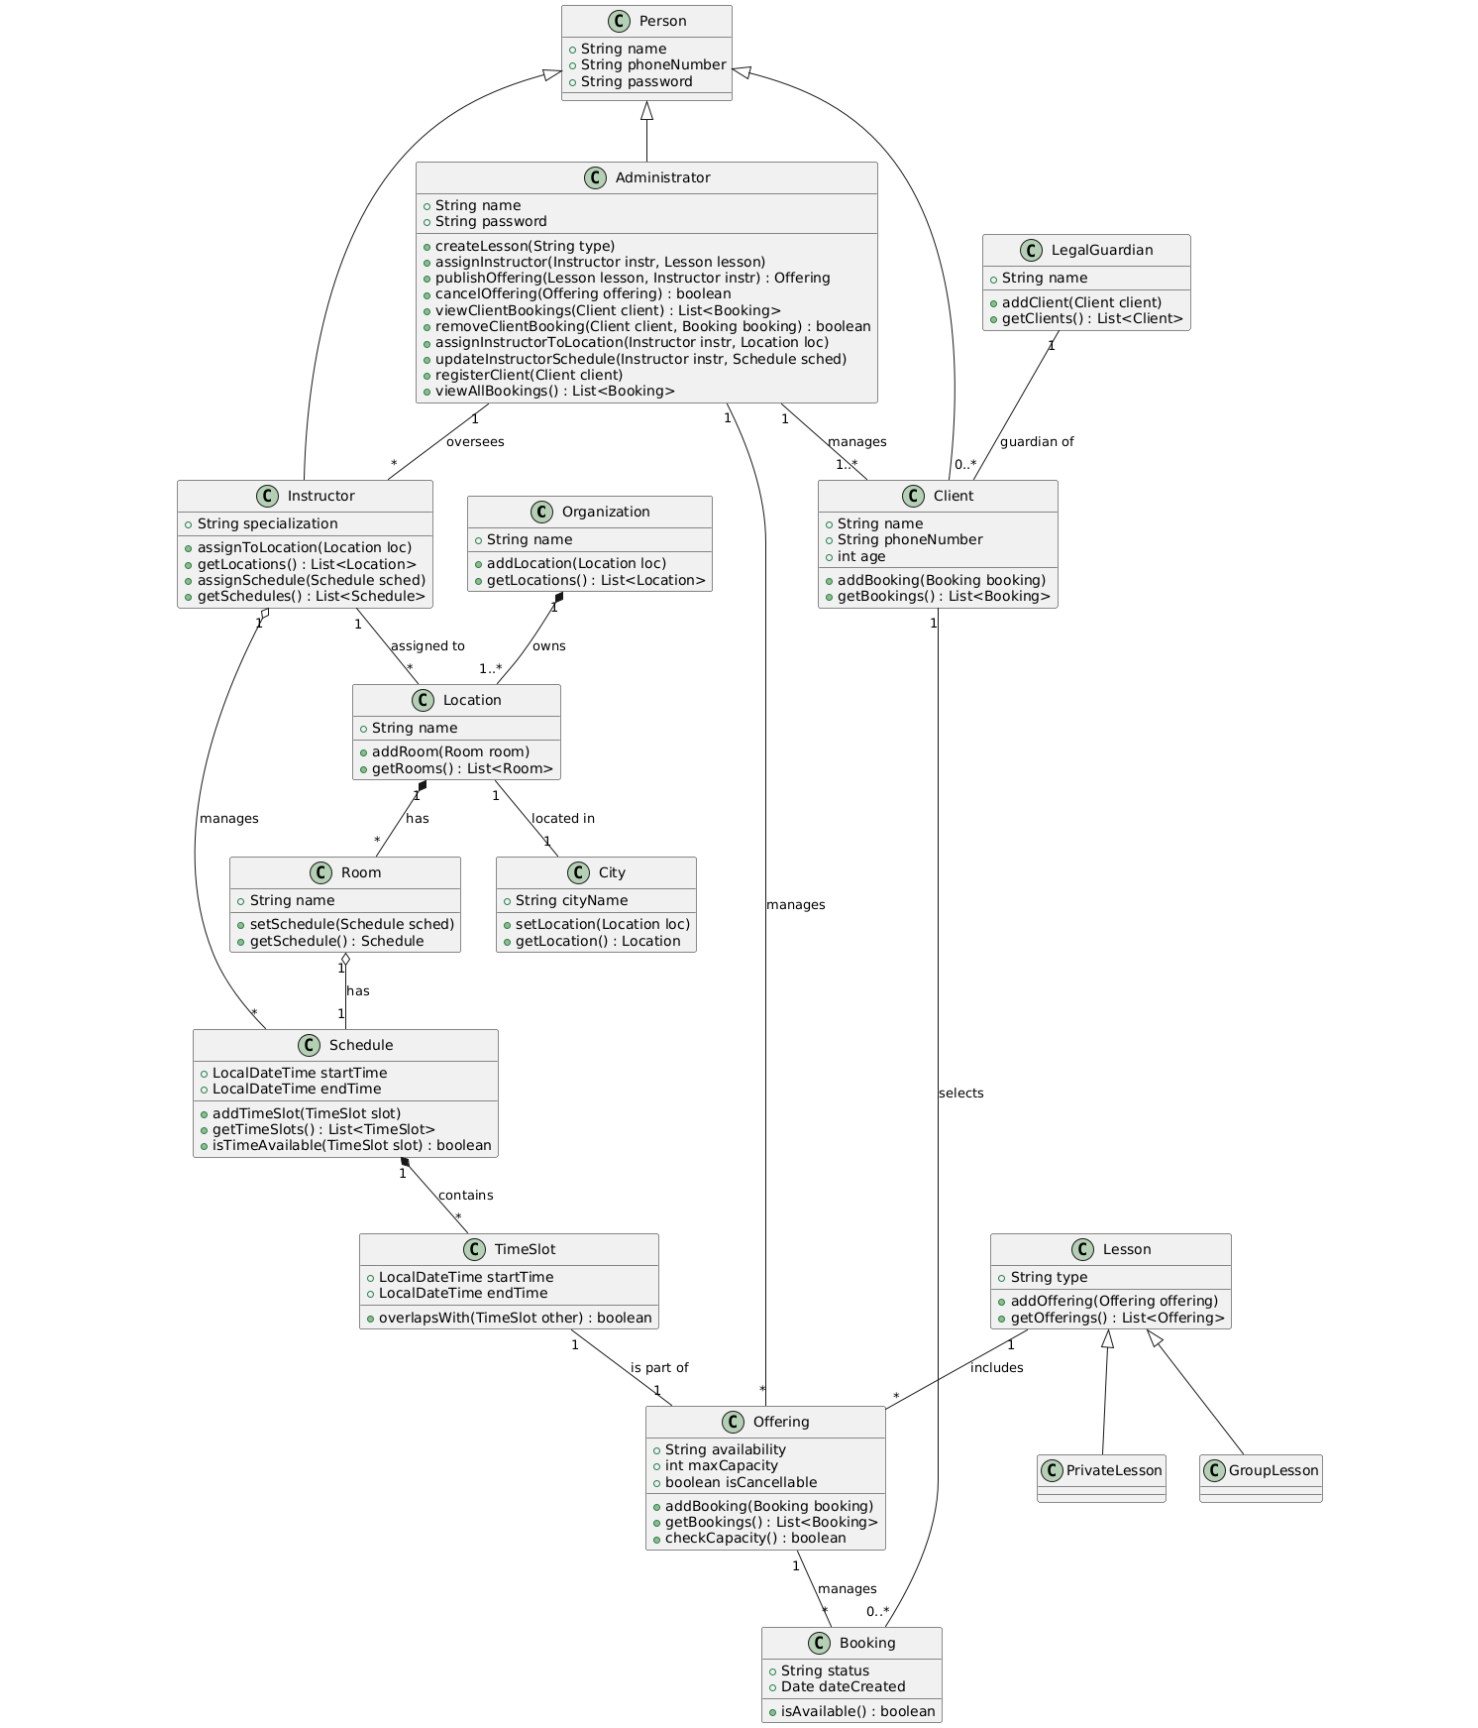 C Person
String name
String phoneNumber
String password
C Administrator
String name
String password
createLesson(String type)
assignInstructor(Instructor instr, Lesson lesson)
publishOffering(Lesson lesson, Instructor instr) : Offering
cancelOffering(Offering offering) : boolean
viewClientBookings(Client client) : List<Booking>
removeClientBooking(Client client, Booking booking) : boolean
assignInstructorToLocation(Instructor instr, Location loc)
updateInstructorSchedule(Instructor instr, Schedule sched)
registerClient(Client client)
viewAllBookings() : List<Booking>
C LegalGuardian
String name
addClient(Client client)
getClients() : List<Client>
1
1
1
1
oversees
manages
guardian of
*
1..*
0..*
C Instructor
String specialization
assignToLocation(Location loc)
getLocations() : List<Location>
assignSchedule(Schedule sched)
getSchedules() : List<Schedule>
C Organization
String name
addLocation(Location loc)
getLocations() : List<Location>
C Client
String name
String phoneNumber
int age
addBooking(Booking booking)
getBookings() : List<Booking>
1
1
1
1
assigned to
owns
*
1..*
C Location
String name
addRoom(Room room)
getRooms() : List<Room>
1
1
manages
has
located in
*
1
C Room
String name
setSchedule(Schedule sched)
getSchedule() : Schedule
C City
String cityName
setLocation(Location loc)
getLocation() : Location
manages
1
has
*
1
C Schedule
LocalDateTime startTime
LocalDateTime endTime
addTimeSlot(TimeSlot slot)
getTimeSlots() : List<TimeSlot>
isTimeAvailable(TimeSlot slot) : boolean
selects
1
contains
*
C TimeSlot
LocalDateTime startTime
LocalDateTime endTime
overlapsWith(TimeSlot other) : boolean
C Lesson
String type
addOffering(Offering offering)
getOfferings() : List<Offering>
1
1
is part of
includes
1
*
*
C Offering
String availability
int maxCapacity
boolean isCancellable
addBooking(Booking booking)
getBookings() : List<Booking>
checkCapacity() : boolean
C PrivateLesson
C GroupLesson
1
manages
*
0..*
C Booking
String status
Date dateCreated
isAvailable() : boolean